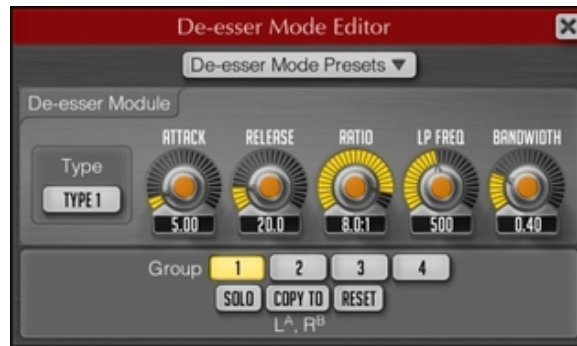 De-esser Mode Editor
De-esser Mode Presets
De-esser Module
ATTACK RELEASE RATIO LP FREQ BANDWIDTH
Type
TYPE 1
5.00 20.0 8.0:1 500 0.40
Group 1 2 3 4
SOLO COPY TO RESET
Lᴬ, Rᴮ